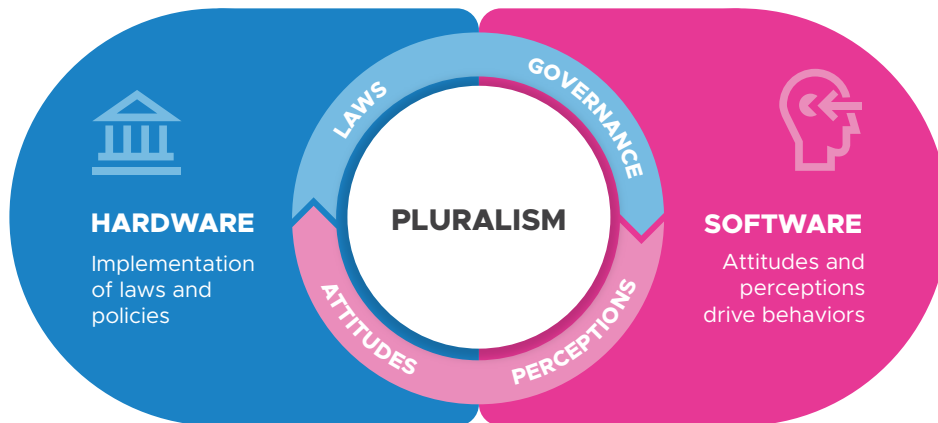 LAWS
GOVERNANCE
PLURALISM
HARDWARE
Implementation
of laws and
policies
SOFTWARE
Attitudes and
perceptions
drive behaviors
ATTITUDES
PERCEPTIONS